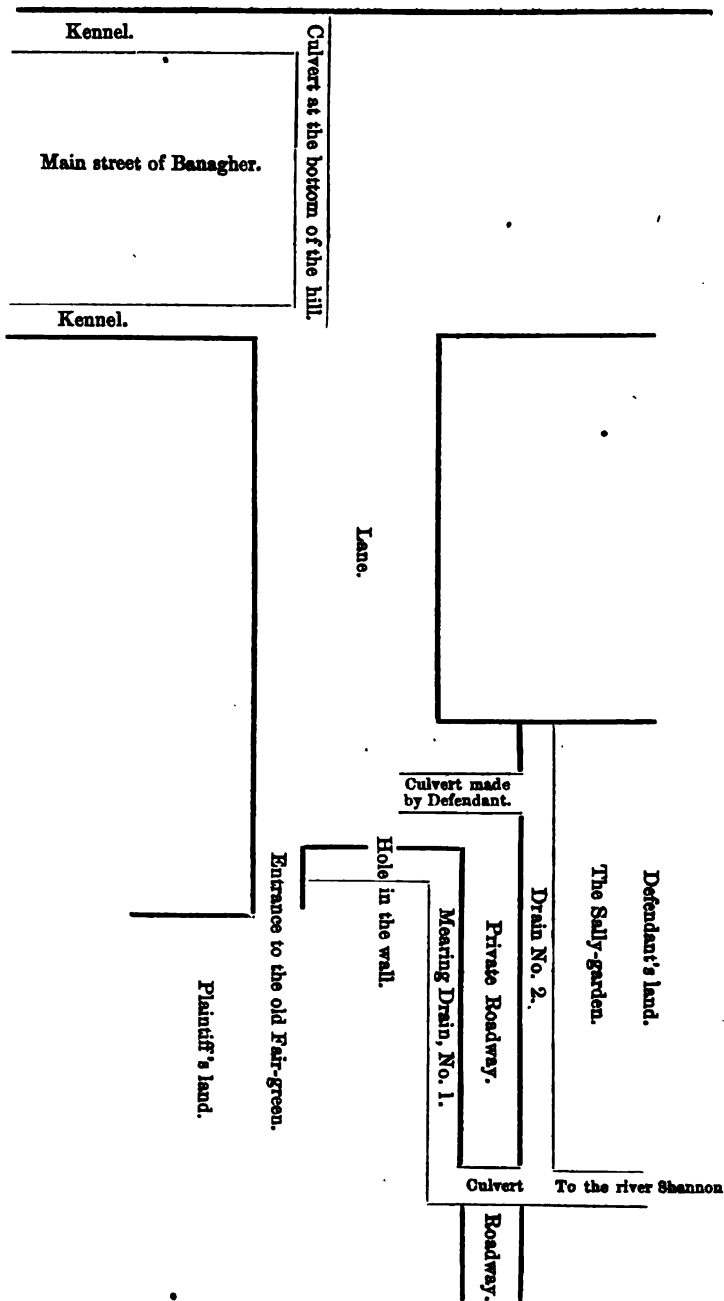 Kennel.
Culvert at the bottom of the hill.
Main street of Banagher.
Kennel.
Lane.
Culvert made
by Defendant.
Hole in the wall.
Entrance to the old Fair-green.
Plaintiff's land.
Mearing Drain, No. 1.
Private Roadway.
Drain No. 2.
The Sally-garden.
Defendant's land.
Culvert
To the river Shannon
Roadway.